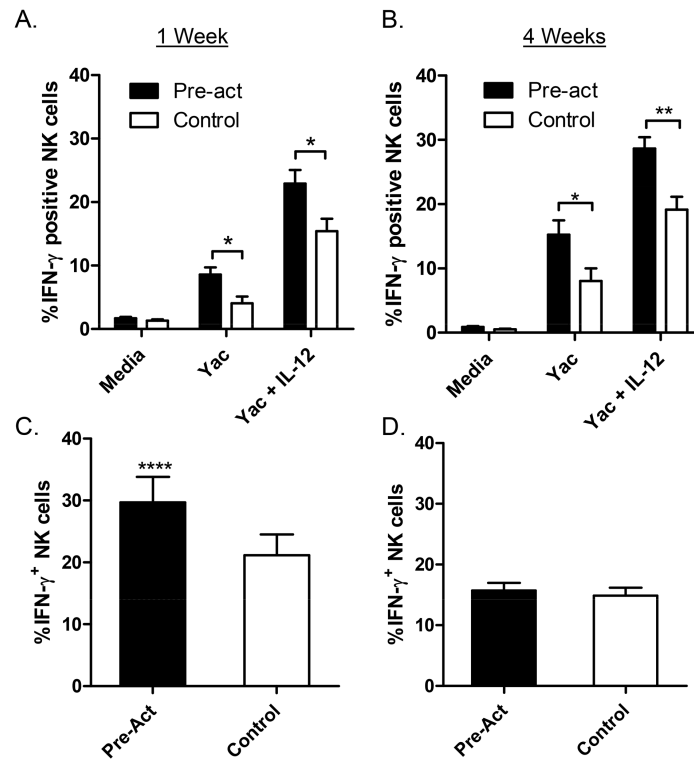 A.
1 Week
%IFN-γ positive NK cells
40
30
20
10
0
Pre-act
Control
*
*
Media
Yac
Yac + IL-12
B.
4 Weeks
%IFN-γ positive NK cells
40
30
20
10
0
Pre-act
Control
*
**
Media
Yac
Yac + IL-12
C.
%IFN-γ+ NK cells
40
30
20
10
0
****
Pre-Act
Control
D.
%IFN-γ+ NK cells
40
30
20
10
0
Pre-Act
Control